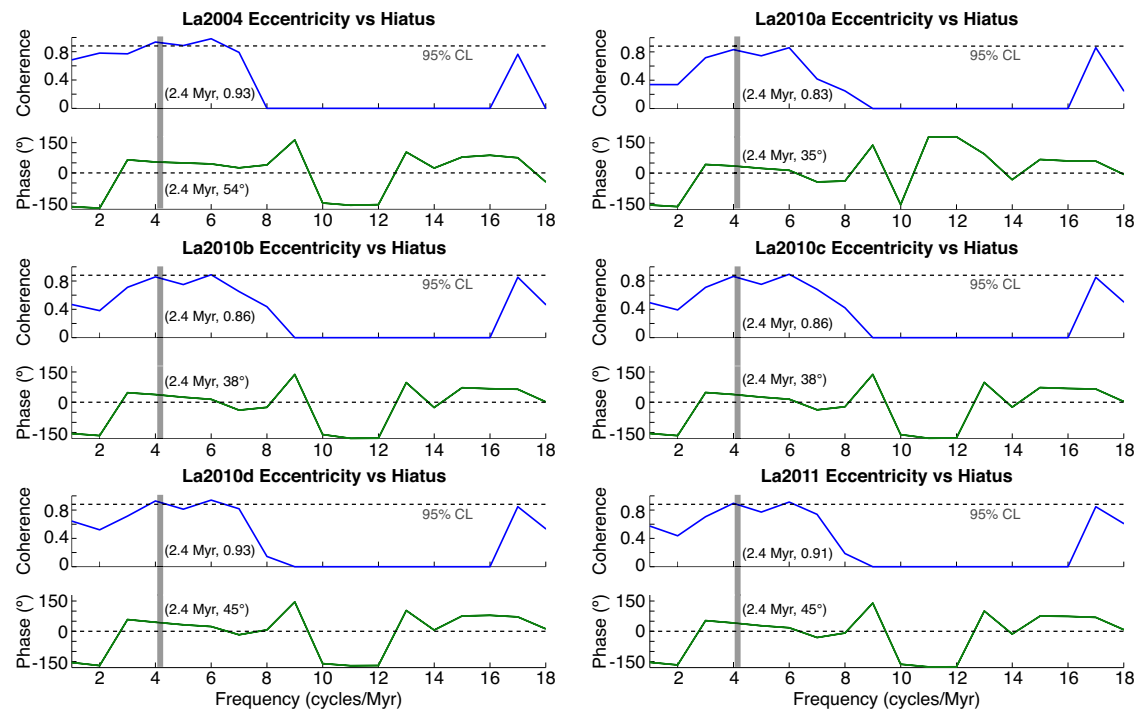 La2004 Eccentricity vs Hiatus
Coherence
0.8
0.4
0
95% CL
(2.4 Myr, 0.93)
Phase (º)
150
0
-150
(2.4 Myr, 54°)
2 4 6 8 10 12 14 16 18
La2010a Eccentricity vs Hiatus
Coherence
0.8
0.4
0
95% CL
(2.4 Myr, 0.83)
Phase (º)
150
0
-150
(2.4 Myr, 35°)
2 4 6 8 10 12 14 16 18
La2010b Eccentricity vs Hiatus
Coherence
0.8
0.4
0
95% CL
(2.4 Myr, 0.86)
Phase (º)
150
0
-150
(2.4 Myr, 38°)
2 4 6 8 10 12 14 16 18
La2010c Eccentricity vs Hiatus
Coherence
0.8
0.4
0
95% CL
(2.4 Myr, 0.86)
Phase (º)
150
0
-150
(2.4 Myr, 38°)
2 4 6 8 10 12 14 16 18
La2010d Eccentricity vs Hiatus
Coherence
0.8
0.4
0
95% CL
(2.4 Myr, 0.93)
Phase (º)
150
0
-150
(2.4 Myr, 45°)
2 4 6 8 10 12 14 16 18
Frequency (cycles/Myr)
La2011 Eccentricity vs Hiatus
Coherence
0.8
0.4
0
95% CL
(2.4 Myr, 0.91)
Phase (º)
150
0
-150
(2.4 Myr, 45°)
2 4 6 8 10 12 14 16 18
Frequency (cycles/Myr)